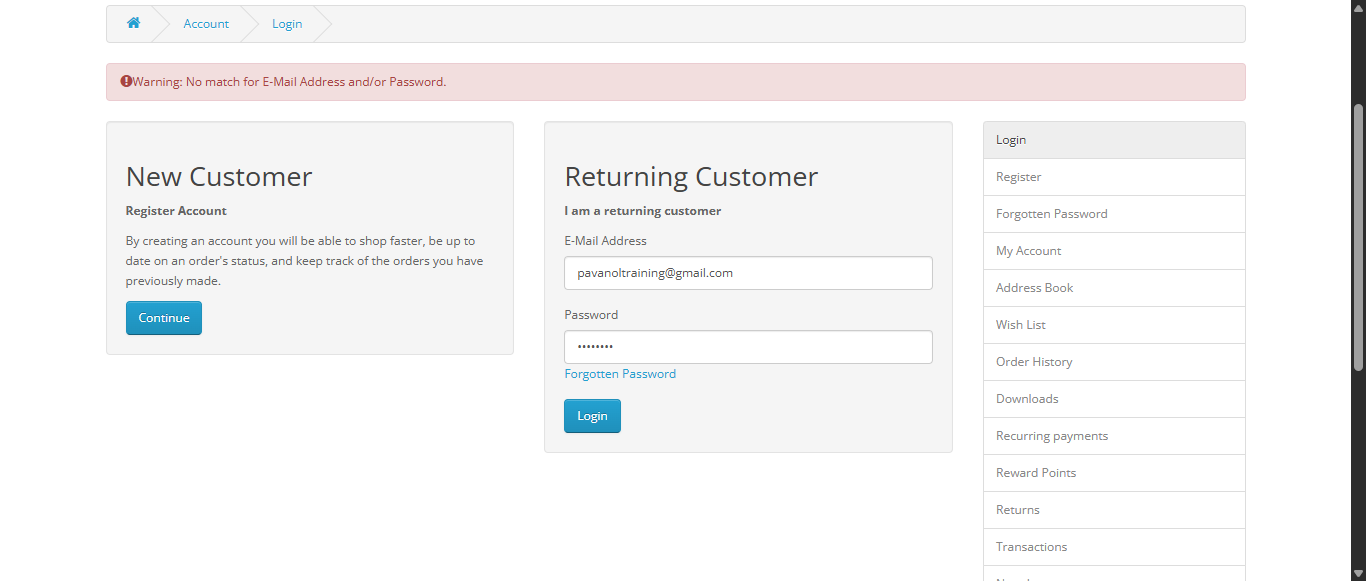 Account
Login
Warning: No match for E-Mail Address and/or Password.
New Customer
Register Account
By creating an account you will be able to shop faster, be up to
date on an order's status, and keep track of the orders you have
previously made.
Continue
Returning Customer
I am a returning customer
E-Mail Address
pavanoltraining@gmail.com
Password
••••••••
Forgotten Password
Login
Login
Register
Forgotten Password
My Account
Address Book
Wish List
Order History
Downloads
Recurring payments
Reward Points
Returns
Transactions